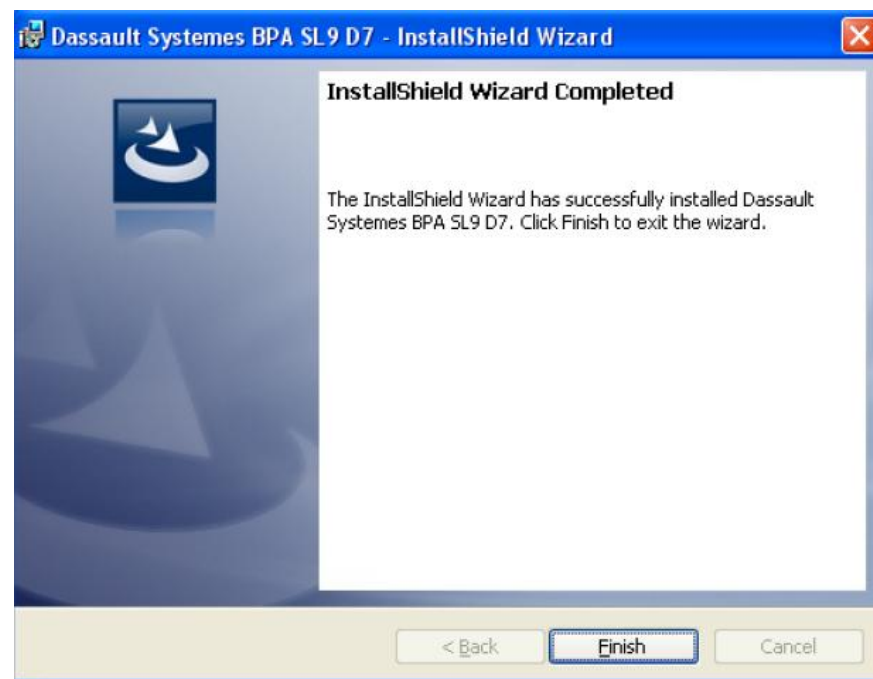 Dassault Systemes BPA SL9 D7 - InstallShield Wizard
InstallShield Wizard Completed
The InstallShield Wizard has successfully installed Dassault
Systemes BPA SL9 D7. Click Finish to exit the wizard.
< Back Finish Cancel